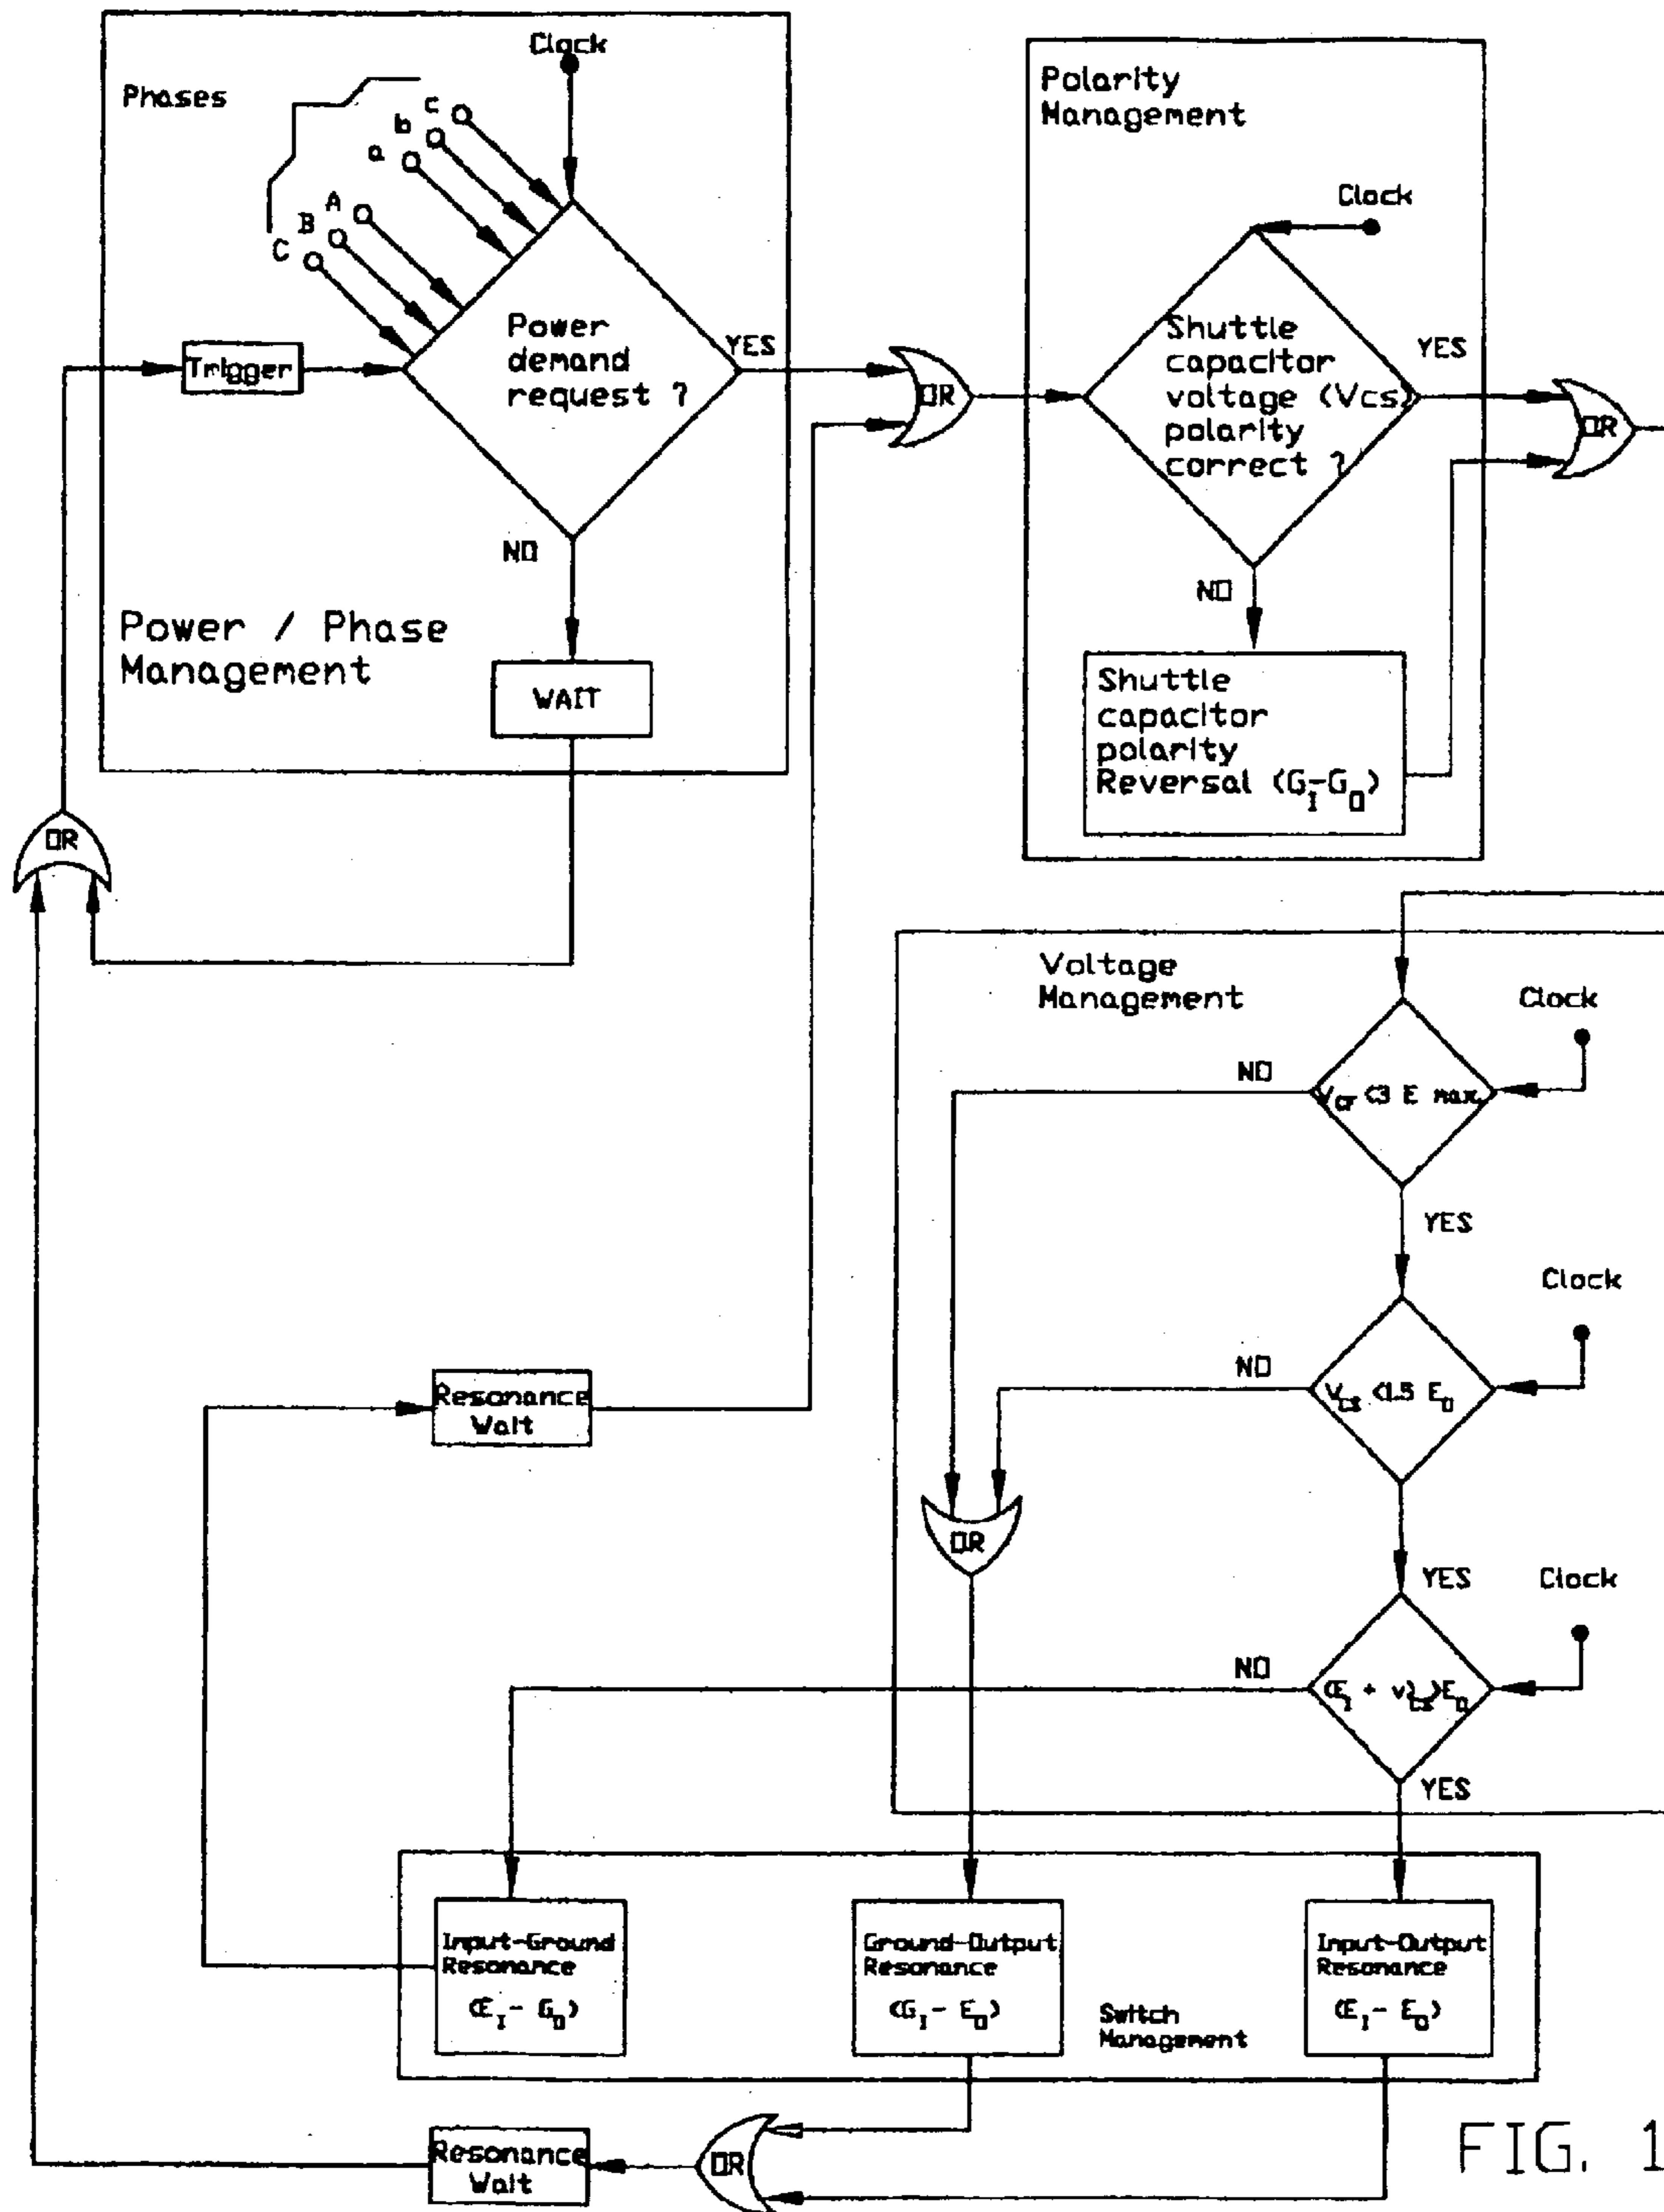 Clock
Phases
c
b
a
A
B
C
Trigger
Power
demand
request ?
YES
NO
WAIT
Power / Phase
Management
OR
OR
Polarity
Management
Clock
Shuttle
capacitor
voltage (Vcs)
polarity
correct ?
YES
NO
Shuttle
capacitor
polarity
Reversal (G_I-G_O)
OR
Voltage
Management
Clock
NO
V_CF <3 E max.
YES
Clock
NO
V_CS <1.5 E_O
YES
OR
Clock
NO
(E_I + V_CS)>E_O
YES
Resonance
Wait
Input-Ground
Resonance
(E_I - G_O)
Ground-Output
Resonance
(G_I - E_O)
Input-Output
Resonance
(E_I - E_O)
Switch
Management
Resonance
Wait
OR
FIG. 1